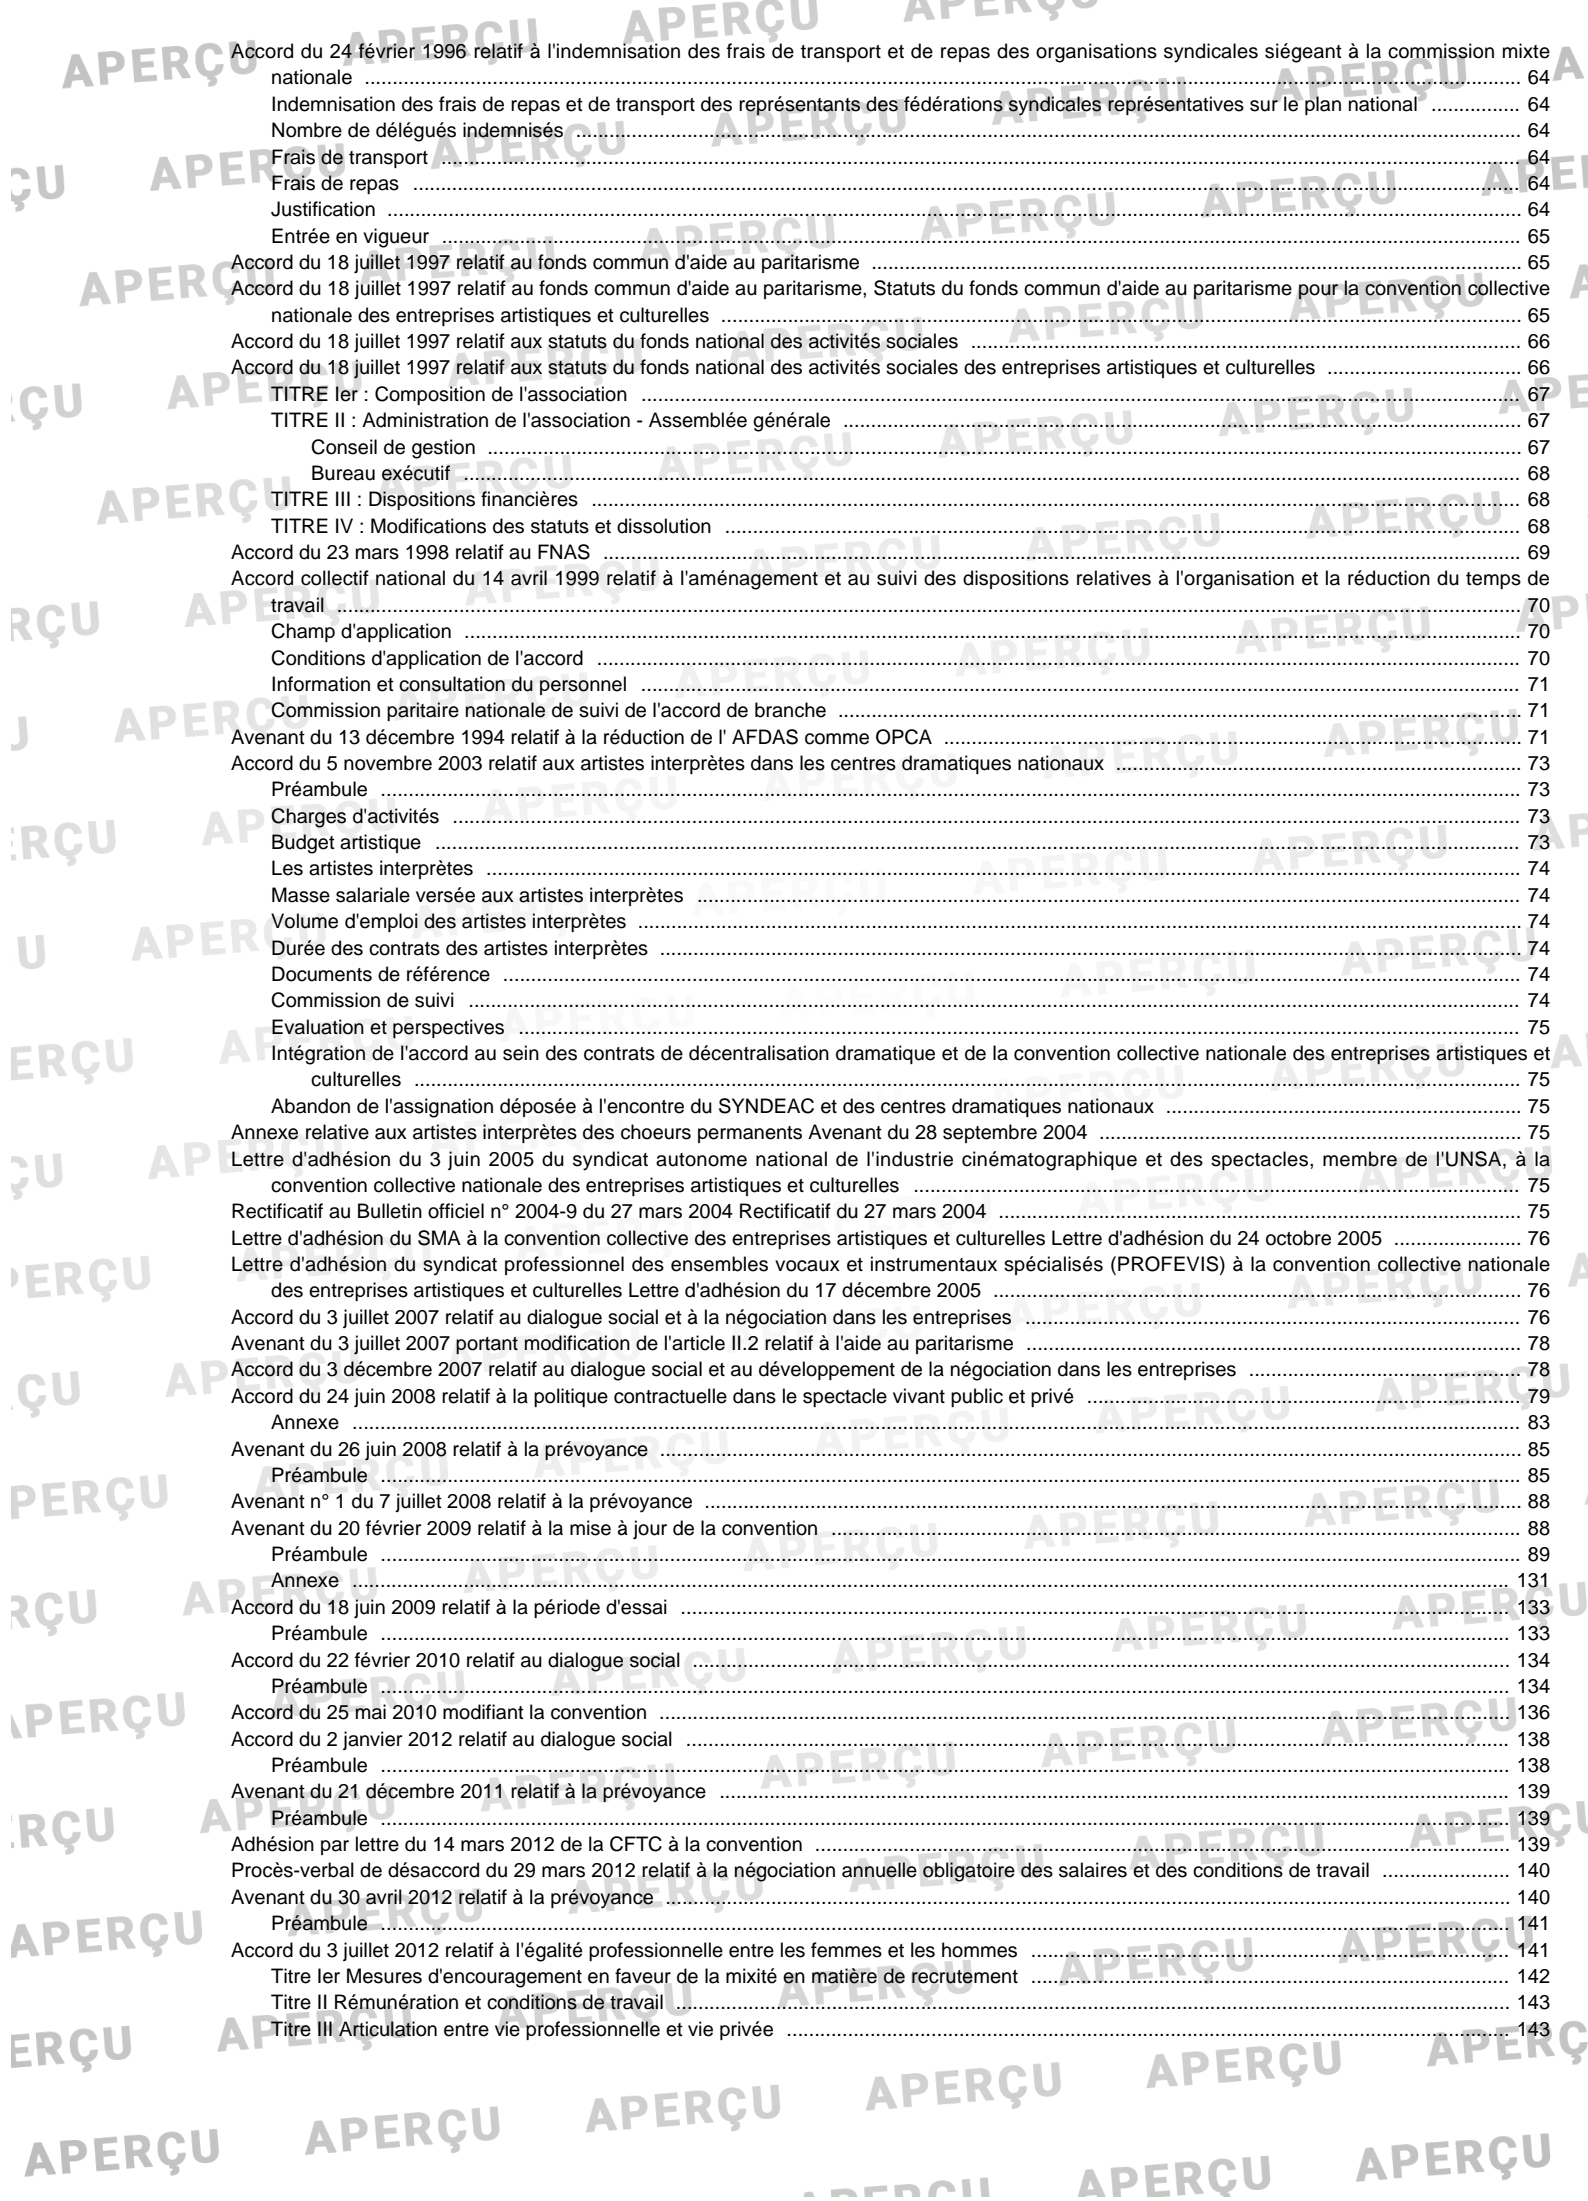 Accord du 24 février 1996 relatif à l'indemnisation des frais de transport et de repas des organisations syndicales siégeant à la commission mixte
nationale ........ 64
Indemnisation des frais de repas et de transport des représentants des fédérations syndicales représentatives sur le plan national ........ 64
Nombre de délégués indemnisés ........ 64
Frais de transport ........ 64
Frais de repas ........ 64
Justification ........ 64
Entrée en vigueur ........ 65
Accord du 18 juillet 1997 relatif au fonds commun d'aide au paritarisme ........ 65
Accord du 18 juillet 1997 relatif au fonds commun d'aide au paritarisme, Statuts du fonds commun d'aide au paritarisme pour la convention collective
nationale des entreprises artistiques et culturelles ........ 65
Accord du 18 juillet 1997 relatif aux statuts du fonds national des activités sociales ........ 66
Accord du 18 juillet 1997 relatif aux statuts du fonds national des activités sociales des entreprises artistiques et culturelles ........ 66
TITRE Ier : Composition de l'association ........ 67
TITRE II : Administration de l'association - Assemblée générale ........ 67
Conseil de gestion ........ 67
Bureau exécutif ........ 68
TITRE III : Dispositions financières ........ 68
TITRE IV : Modifications des statuts et dissolution ........ 68
Accord du 23 mars 1998 relatif au FNAS ........ 69
Accord collectif national du 14 avril 1999 relatif à l'aménagement et au suivi des dispositions relatives à l'organisation et la réduction du temps de
travail ........ 70
Champ d'application ........ 70
Conditions d'application de l'accord ........ 70
Information et consultation du personnel ........ 71
Commission paritaire nationale de suivi de l'accord de branche ........ 71
Avenant du 13 décembre 1994 relatif à la réduction de l' AFDAS comme OPCA ........ 71
Accord du 5 novembre 2003 relatif aux artistes interprètes dans les centres dramatiques nationaux ........ 73
Préambule ........ 73
Charges d'activités ........ 73
Budget artistique ........ 73
Les artistes interprètes ........ 74
Masse salariale versée aux artistes interprètes ........ 74
Volume d'emploi des artistes interprètes ........ 74
Durée des contrats des artistes interprètes ........ 74
Documents de référence ........ 74
Commission de suivi ........ 74
Evaluation et perspectives ........ 75
Intégration de l'accord au sein des contrats de décentralisation dramatique et de la convention collective nationale des entreprises artistiques et
culturelles ........ 75
Abandon de l'assignation déposée à l'encontre du SYNDEAC et des centres dramatiques nationaux ........ 75
Annexe relative aux artistes interprètes des choeurs permanents Avenant du 28 septembre 2004 ........ 75
Lettre d'adhésion du 3 juin 2005 du syndicat autonome national de l'industrie cinématographique et des spectacles, membre de l'UNSA, à la
convention collective nationale des entreprises artistiques et culturelles ........ 75
Rectificatif au Bulletin officiel n° 2004-9 du 27 mars 2004 Rectificatif du 27 mars 2004 ........ 75
Lettre d'adhésion du SMA à la convention collective des entreprises artistiques et culturelles Lettre d'adhésion du 24 octobre 2005 ........ 76
Lettre d'adhésion du syndicat professionnel des ensembles vocaux et instrumentaux spécialisés (PROFEVIS) à la convention collective nationale
des entreprises artistiques et culturelles Lettre d'adhésion du 17 décembre 2005 ........ 76
Accord du 3 juillet 2007 relatif au dialogue social et à la négociation dans les entreprises ........ 76
Avenant du 3 juillet 2007 portant modification de l'article II.2 relatif à l'aide au paritarisme ........ 78
Accord du 3 décembre 2007 relatif au dialogue social et au développement de la négociation dans les entreprises ........ 78
Accord du 24 juin 2008 relatif à la politique contractuelle dans le spectacle vivant public et privé ........ 79
Annexe ........ 83
Avenant du 26 juin 2008 relatif à la prévoyance ........ 85
Préambule ........ 85
Avenant n° 1 du 7 juillet 2008 relatif à la prévoyance ........ 88
Avenant du 20 février 2009 relatif à la mise à jour de la convention ........ 88
Préambule ........ 89
Annexe ........ 131
Accord du 18 juin 2009 relatif à la période d'essai ........ 133
Préambule ........ 133
Accord du 22 février 2010 relatif au dialogue social ........ 134
Préambule ........ 134
Accord du 25 mai 2010 modifiant la convention ........ 136
Accord du 2 janvier 2012 relatif au dialogue social ........ 138
Préambule ........ 138
Avenant du 21 décembre 2011 relatif à la prévoyance ........ 139
Préambule ........ 139
Adhésion par lettre du 14 mars 2012 de la CFTC à la convention ........ 139
Procès-verbal de désaccord du 29 mars 2012 relatif à la négociation annuelle obligatoire des salaires et des conditions de travail ........ 140
Avenant du 30 avril 2012 relatif à la prévoyance ........ 140
Préambule ........ 141
Accord du 3 juillet 2012 relatif à l'égalité professionnelle entre les femmes et les hommes ........ 141
Titre Ier Mesures d'encouragement en faveur de la mixité en matière de recrutement ........ 142
Titre II Rémunération et conditions de travail ........ 143
Titre III Articulation entre vie professionnelle et vie privée ........ 143
APERÇU